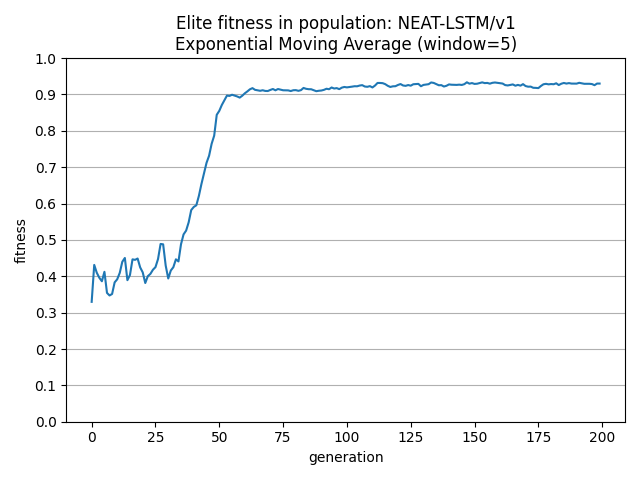 Elite fitness in population: NEAT-LSTM/v1
Exponential Moving Average (window=5)
1.0
0.9
0.8
0.7
0.6
0.5
0.4
0.3
0.2
0.1
0.0
fitness
0 25 50 75 100 125 150 175 200
generation